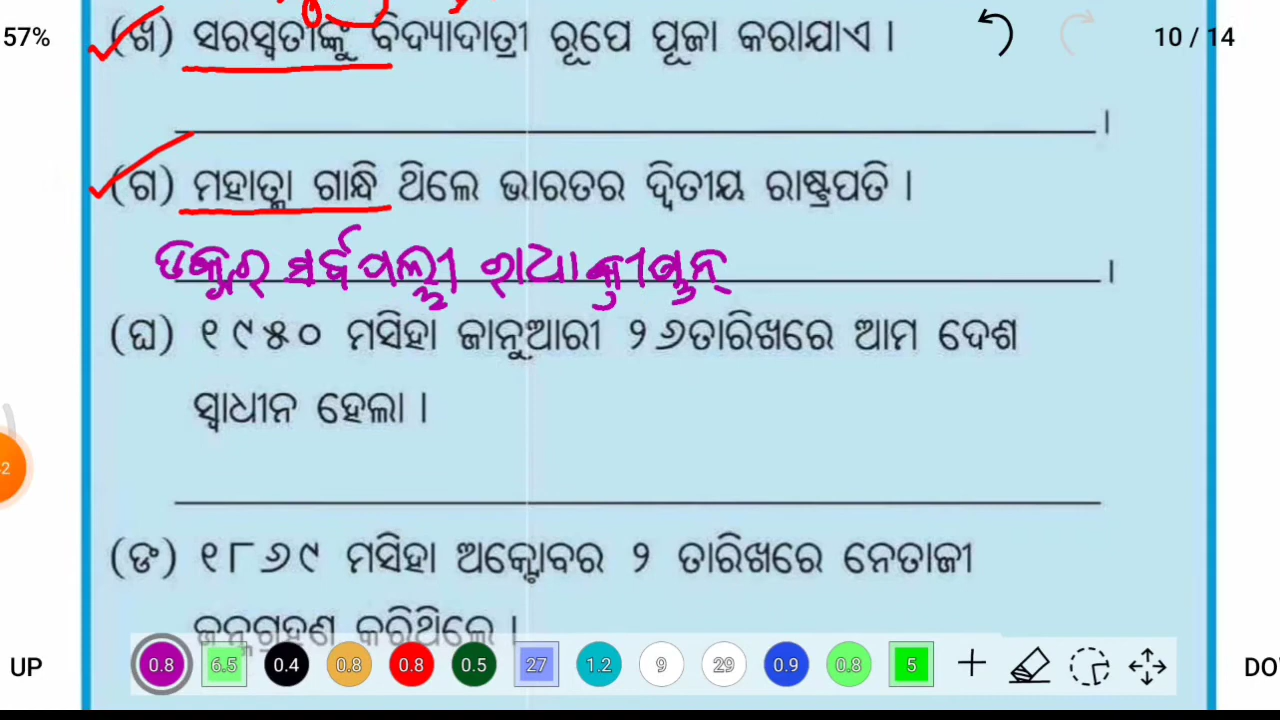 57%
10 / 14
(ଖ) ସରସ୍ୱତୀଙ୍କୁ ବିଦ୍ୟାଦାତ୍ରୀ ରୂପେ ପୂଜା କରାଯାଏ ।
।
(ଗ) ମହାତ୍ମା ଗାନ୍ଧି ଥିଲେ ଭାରତର ଦ୍ୱିତୀୟ ରାଷ୍ଟ୍ରପତି ।
ଡକ୍ଟର ସର୍ବପଲ୍ଲୀ ରାଧାକ୍ରୀଷ୍ଣନ୍ ।
(ଘ) ୧୯୫୦ ମସିହା ଜାନୁଆରୀ ୨୬ତାରିଖରେ ଆମ ଦେଶ
ସ୍ୱାଧୀନ ହେଲା ।
(ଙ) ୧୮୬୯ ମସିହା ଅକ୍ଟୋବର ୨ ତାରିଖରେ ନେତାଜୀ
ଜନ୍ମଗ୍ରହଣ କରିଥିଲେ ।
UP 0.8 6.5 0.4 0.8 0.8 0.5 27 1.2 9 29 0.9 0.8 5